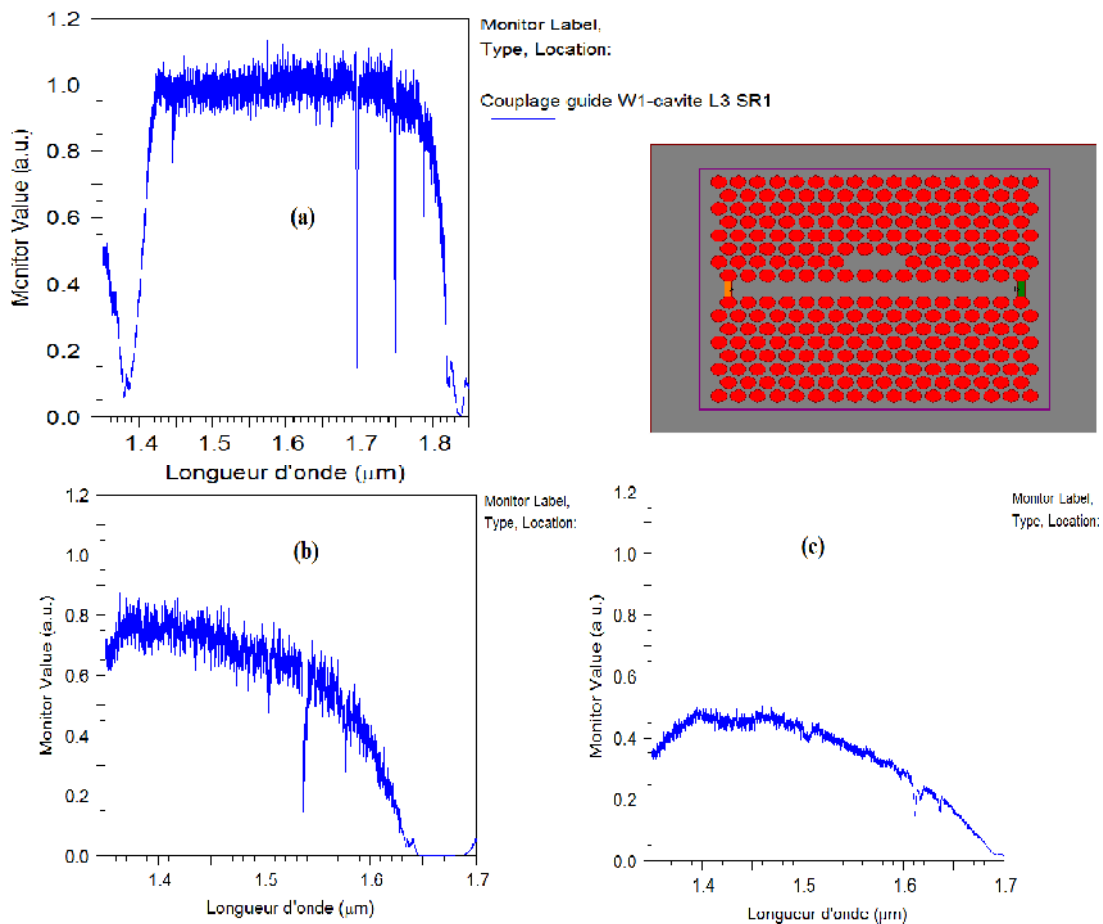 1.2
1.0
0.8
0.6
0.4
0.2
0.0
Monitor Value (a.u.)
(a)
1.4 1.5 1.6 1.7 1.8
Longueur d'onde (μm)
Monitor Label,
Type, Location:
Couplage guide W1-cavite L3 SR1
1.2
1.0
0.8
0.6
0.4
0.2
0.0
Monitor Value (a.u.)
(b)
1.4 1.5 1.6 1.7
Longueur d'onde (μm)
Monitor Label,
Type, Location:
1.2
1.0
0.8
0.6
0.4
0.2
0.0
Monitor Value (a.u.)
(c)
1.4 1.5 1.6 1.7
Longueur d'onde (μm)
Monitor Label,
Type, Location: